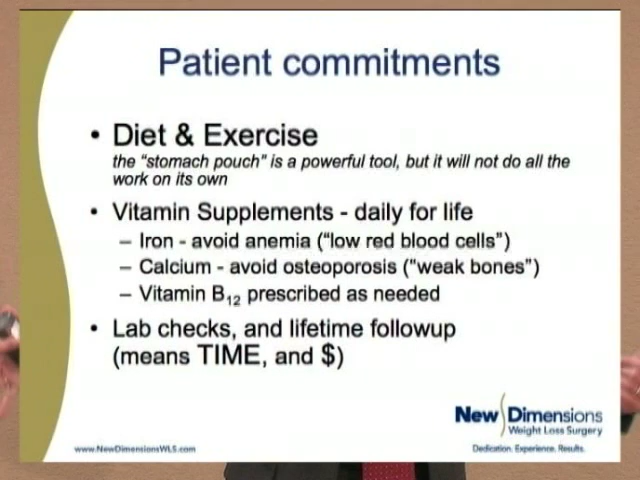 Patient commitments
• Diet & Exercise
the "stomach pouch" is a powerful tool, but it will not do all the
work on its own
• Vitamin Supplements - daily for life
– Iron - avoid anemia ("low red blood cells")
– Calcium - avoid osteoporosis ("weak bones")
– Vitamin B12 prescribed as needed
• Lab checks, and lifetime followup
(means TIME, and $)
New Dimensions
Weight Loss Surgery
www.NewDimensionsWLS.com
Dedication. Experience. Results.